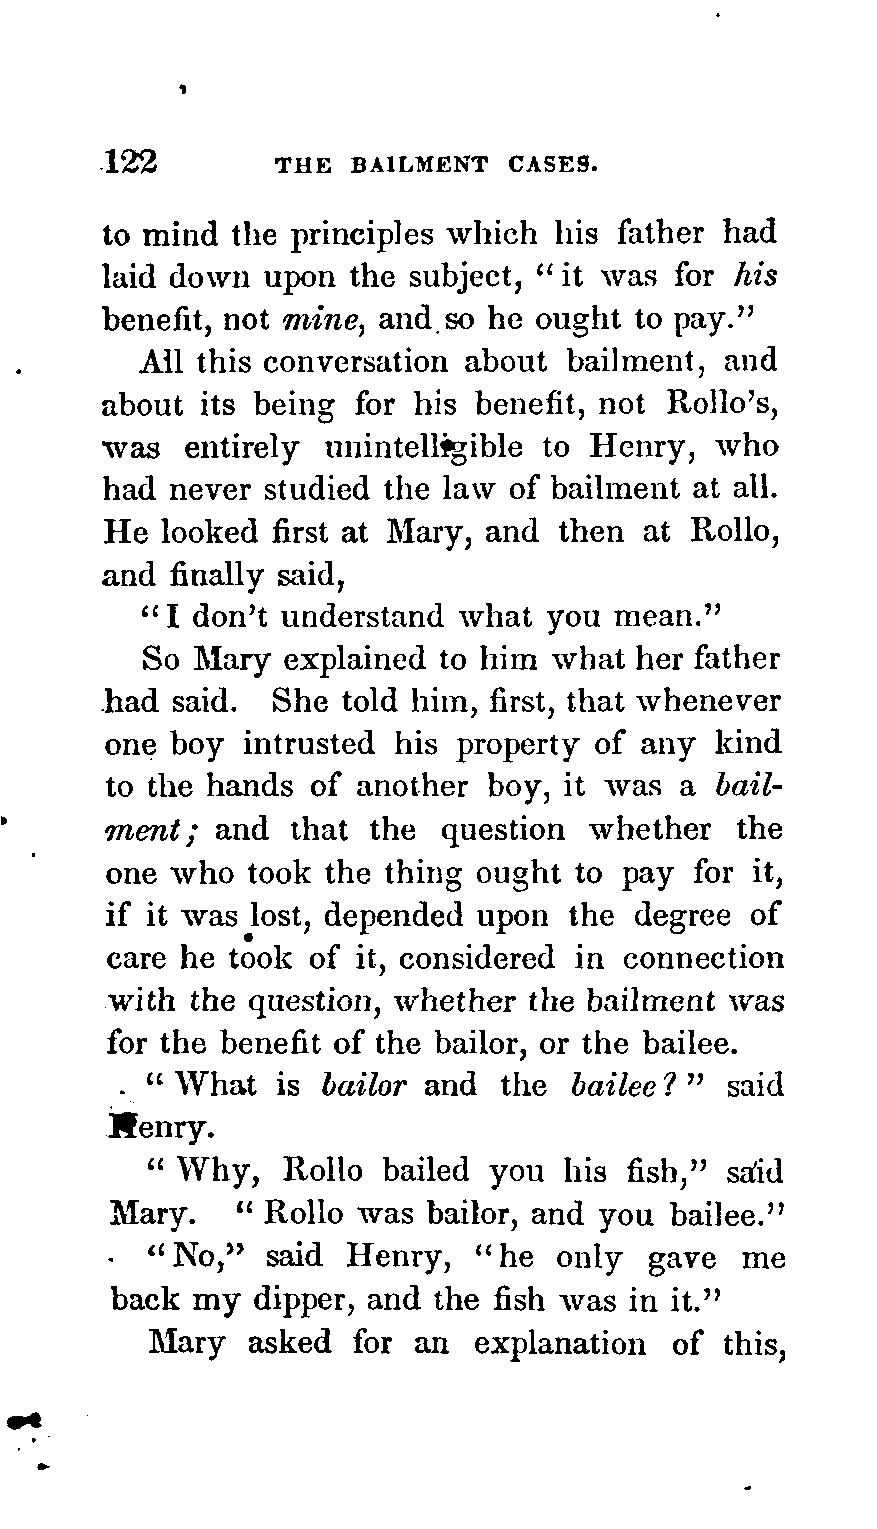 122 THE BAILMENT CASES.
to mind the principles which his father had
laid down upon the subject, “it was for his
benefit, not mine, and so he ought to pay.”
All this conversation about bailment, and
about its being for his benefit, not Rollo’s,
was entirely unintelligible to Henry, who
had never studied the law of bailment at all.
He looked first at Mary, and then at Rollo,
and finally said,
“I don’t understand what you mean.”
So Mary explained to him what her father
had said. She told him, first, that whenever
one boy intrusted his property of any kind
to the hands of another boy, it was a bail-
ment; and that the question whether the
one who took the thing ought to pay for it,
if it was lost, depended upon the degree of
care he took of it, considered in connection
with the question, whether the bailment was
for the benefit of the bailor, or the bailee.
“What is bailor and the bailee?” said
Henry.
“Why, Rollo bailed you his fish,” said
Mary. “Rollo was bailor, and you bailee.”
“No,” said Henry, “he only gave me
back my dipper, and the fish was in it.”
Mary asked for an explanation of this,